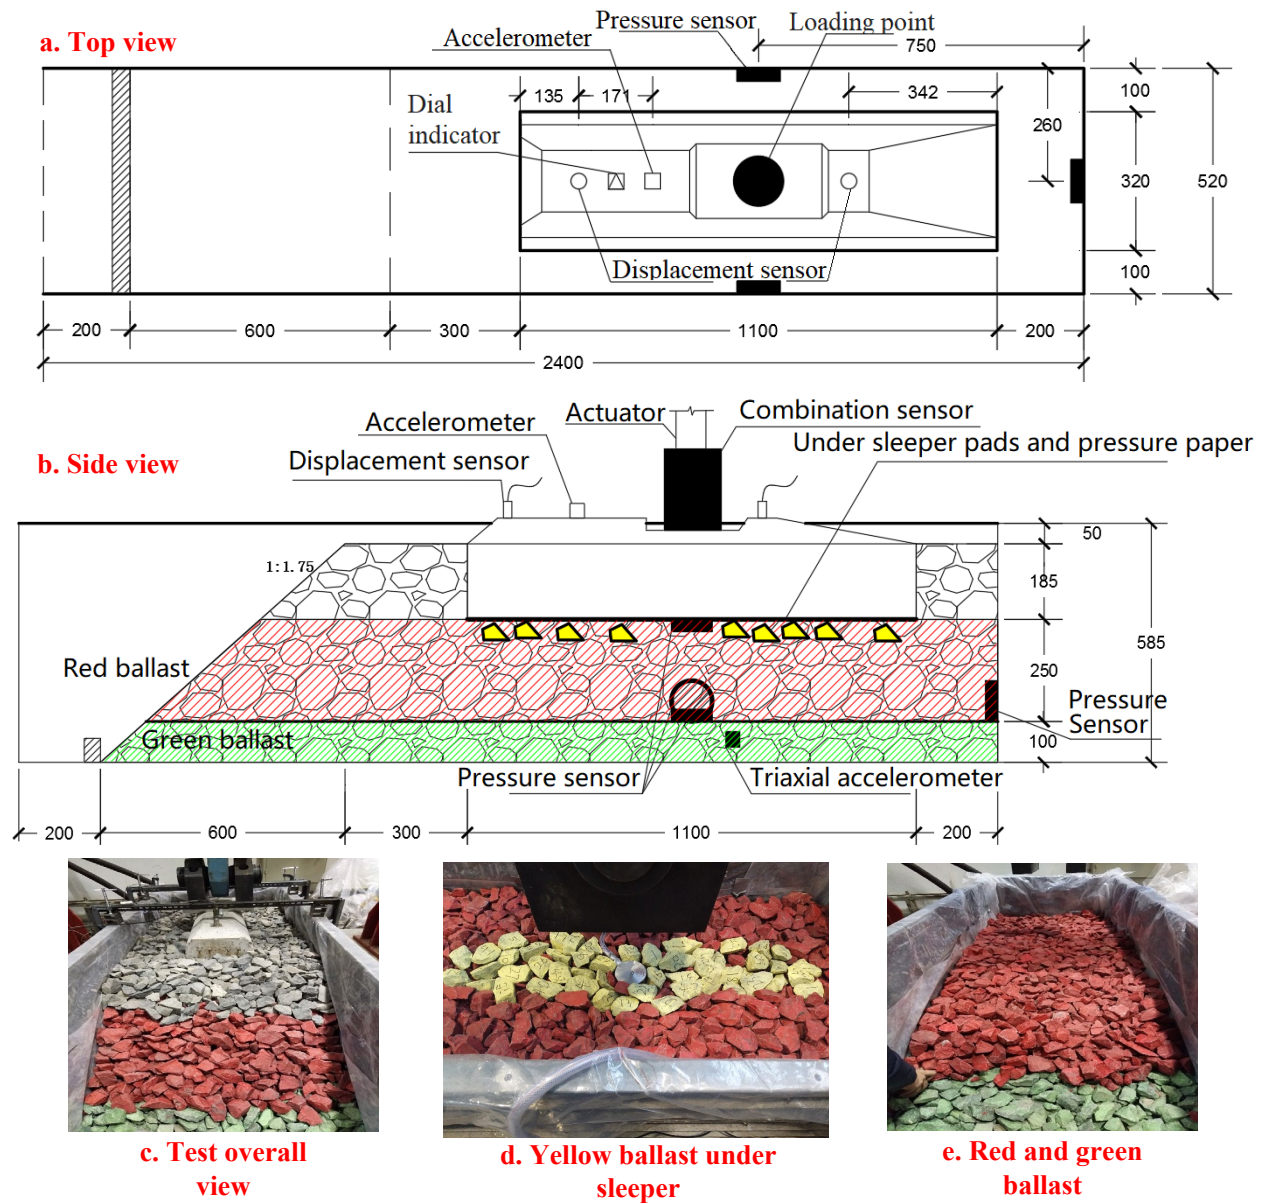 a. Top view
Pressure sensor
Loading point
Accelerometer
750
Dial
indicator
135
171
342
100
260
320
520
100
Displacement sensor
200
600
300
1100
200
2400
b. Side view
Accelerometer
Actuator
Combination sensor
Under sleeper pads and pressure paper
Displacement sensor
50
1:1.75
185
585
Red ballast
250
Pressure
Sensor
Green ballast
100
Pressure sensor
Triaxial accelerometer
200
600
300
1100
200
c. Test overall
view
d. Yellow ballast under
sleeper
e. Red and green
ballast